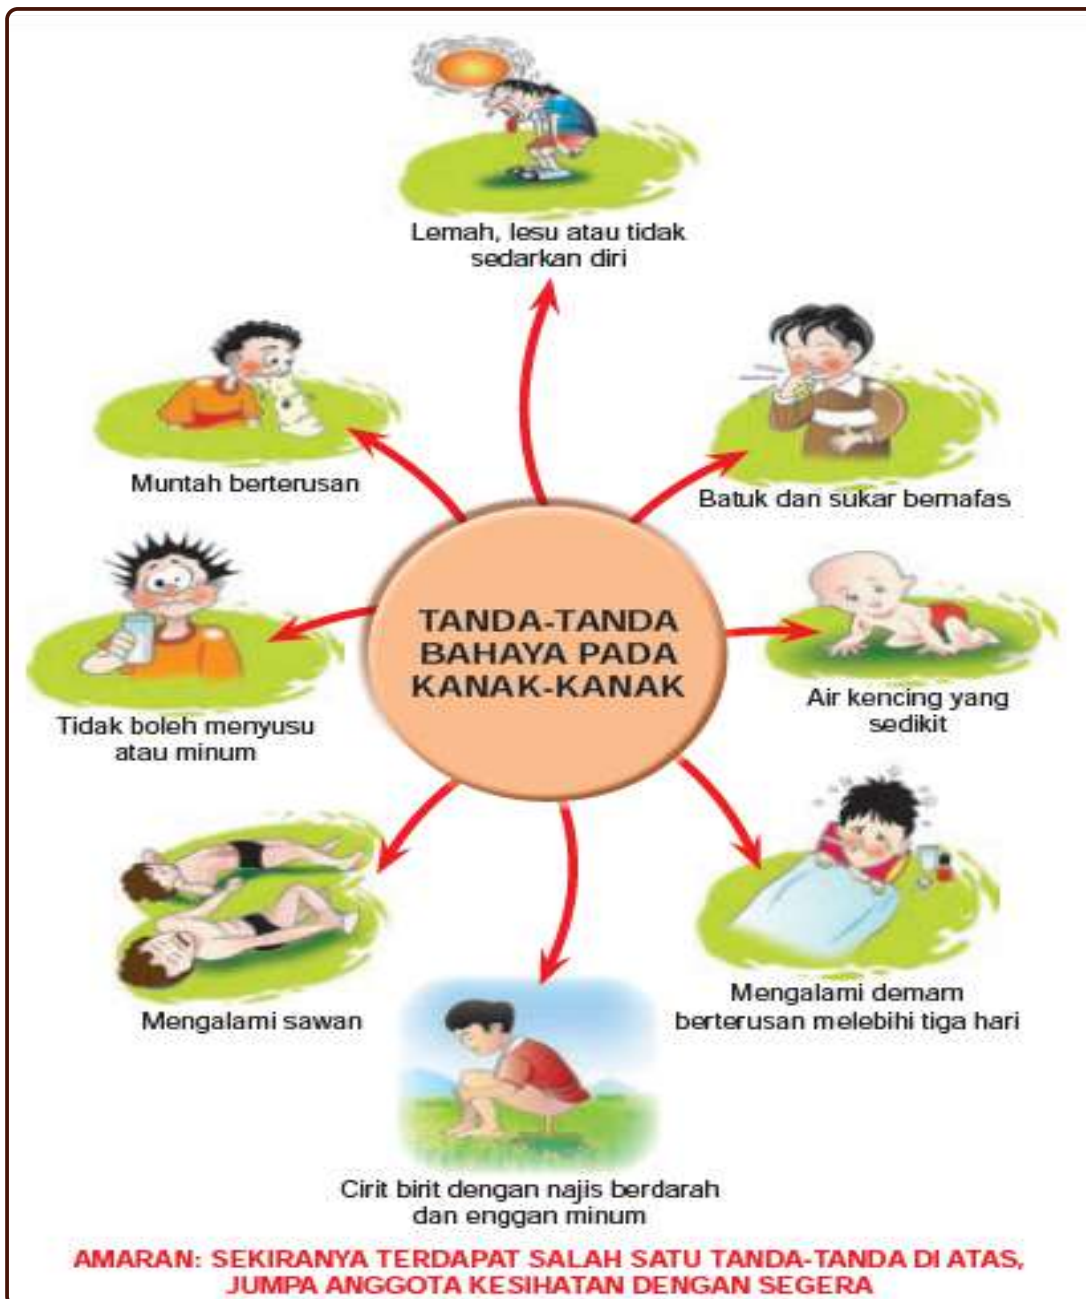 Lemah, lesu atau tidak
sedarkan diri
Muntah berterusan
Batuk dan sukar bernafas
Tidak boleh menyusu
atau minum
TANDA-TANDA
BAHAYA PADA
KANAK-KANAK
Air kencing yang
sedikit
Mengalami sawan
Mengalami demam
berterusan melebihi tiga hari
Cirit birit dengan najis berdarah
dan enggan minum
AMARAN: SEKIRANYA TERDAPAT SALAH SATU TANDA-TANDA DI ATAS,
JUMPA ANGGOTA KESIHATAN DENGAN SEGERA